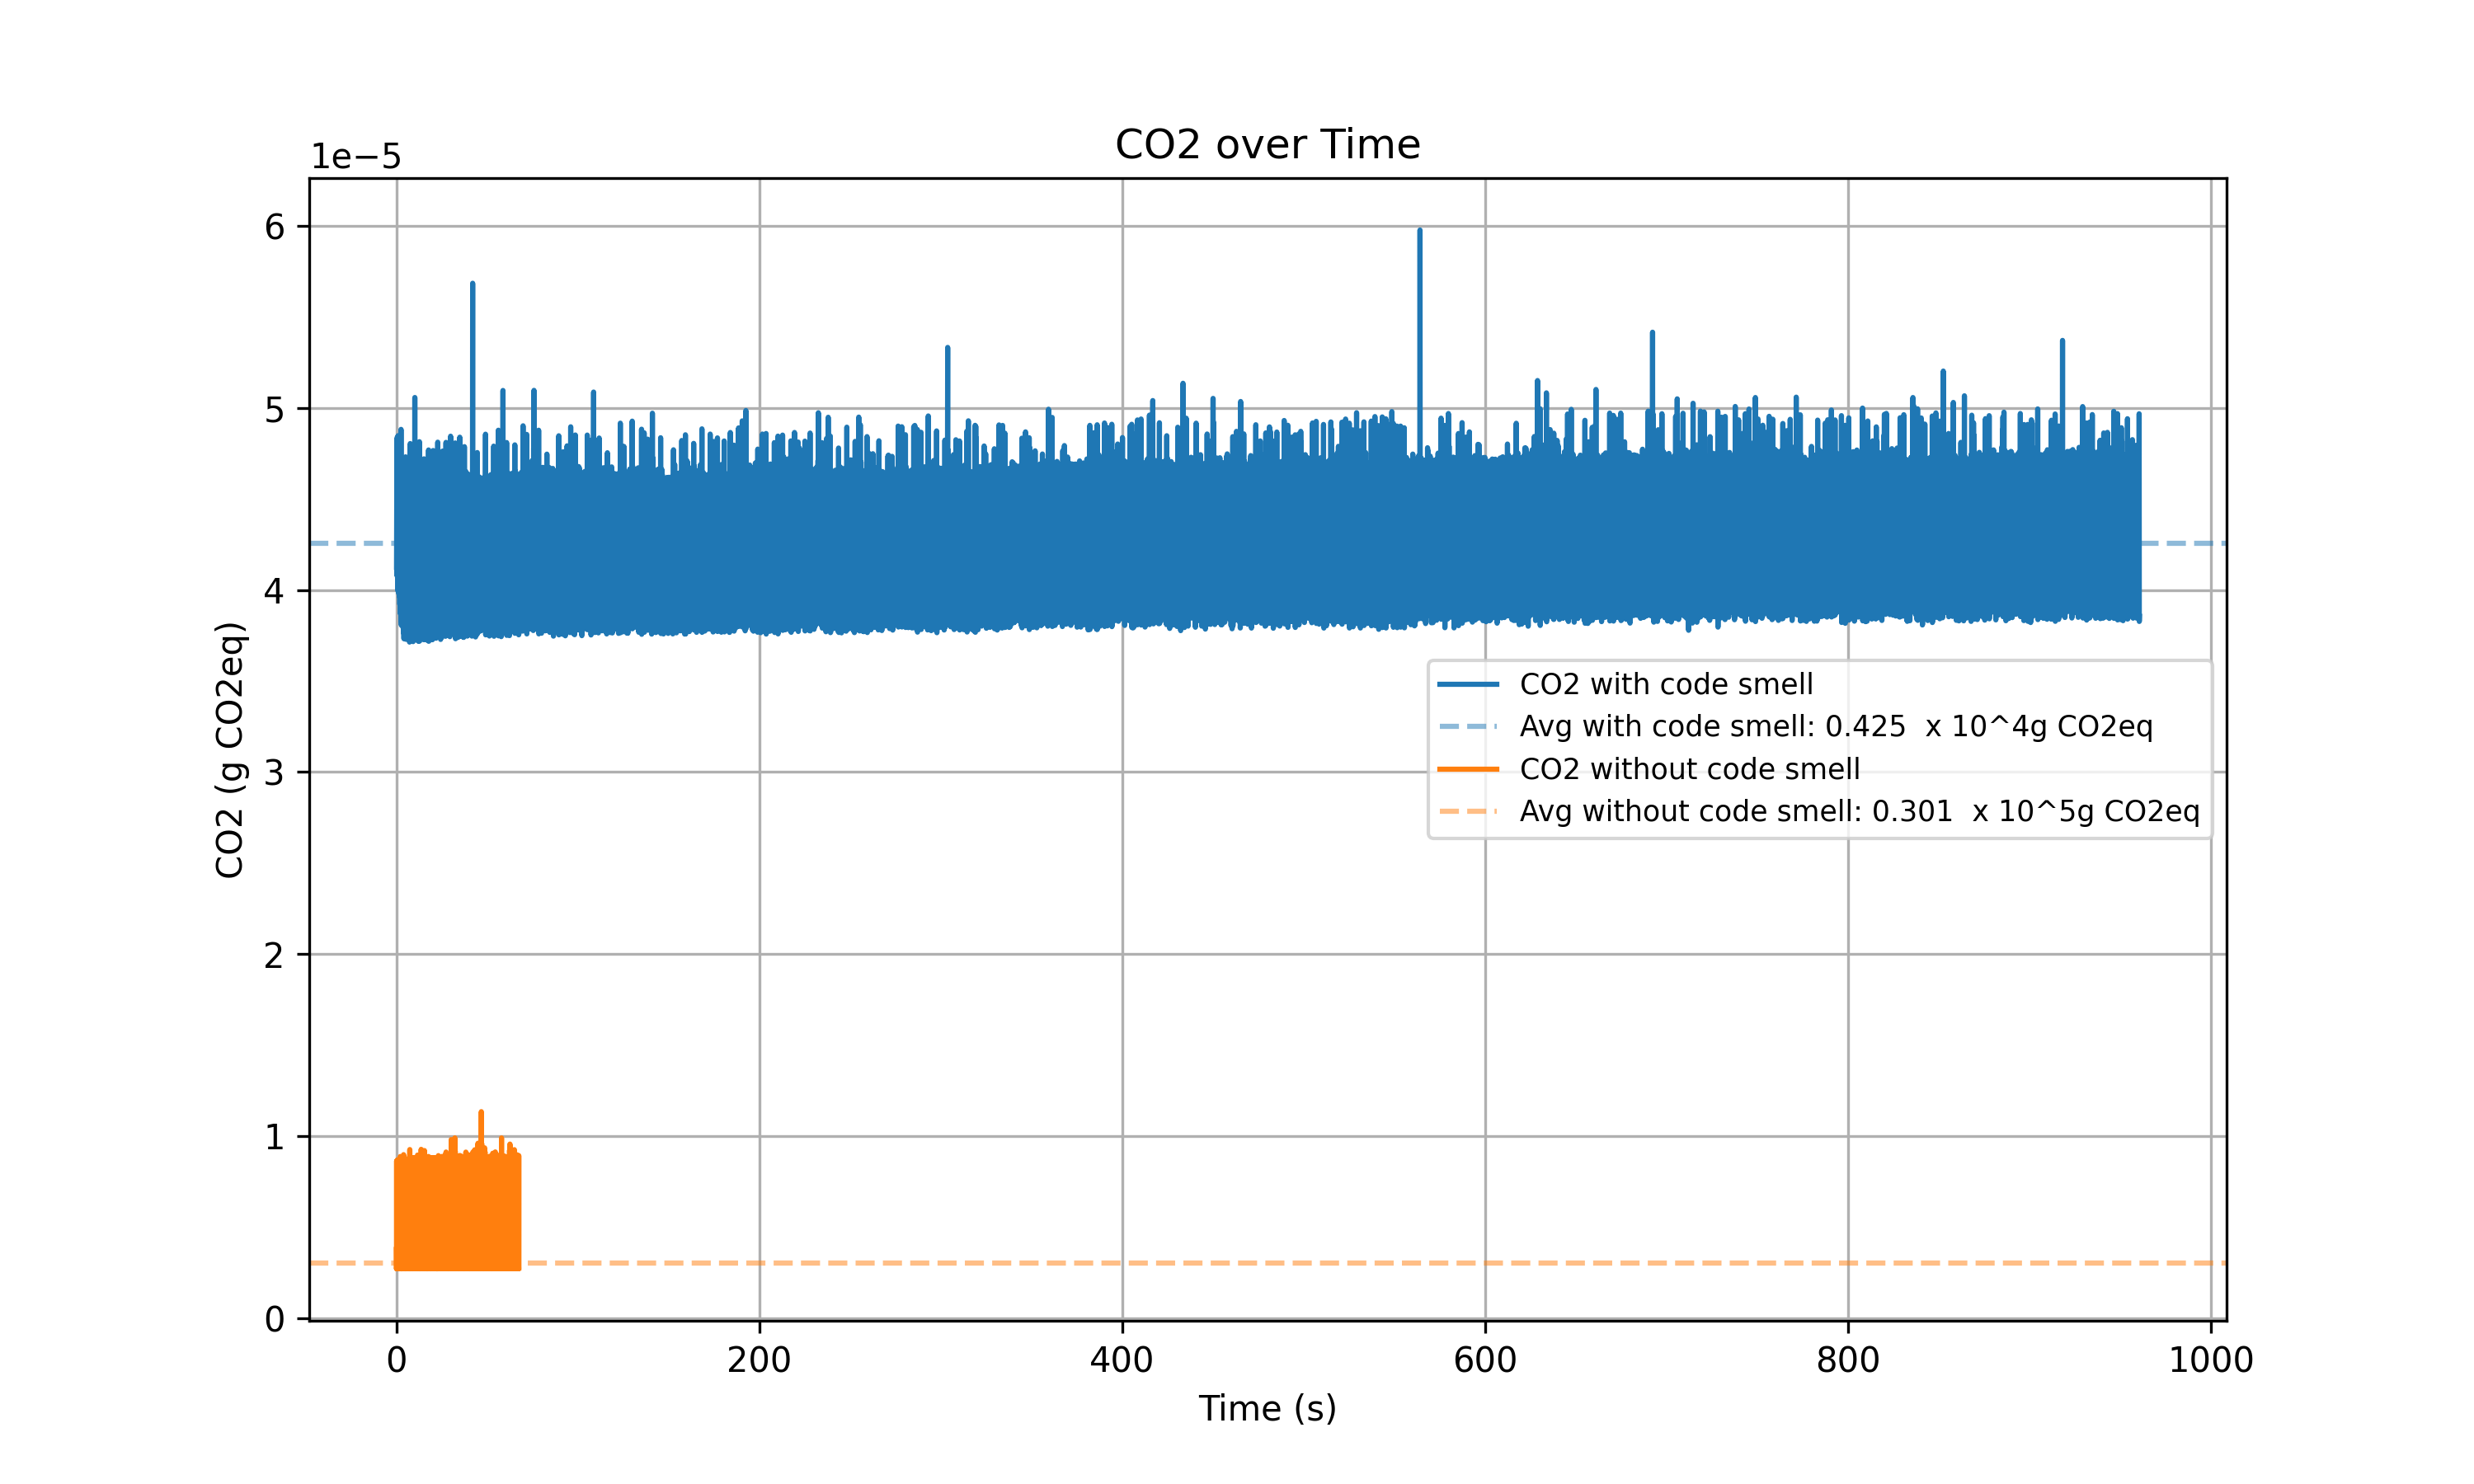 CO2 over Time
1e−5
6
5
4
3
2
1
0
CO2 (g CO2eq)
CO2 with code smell
Avg with code smell: 0.425  x 10^4g CO2eq
CO2 without code smell
Avg without code smell: 0.301  x 10^5g CO2eq
0 200 400 600 800 1000
Time (s)